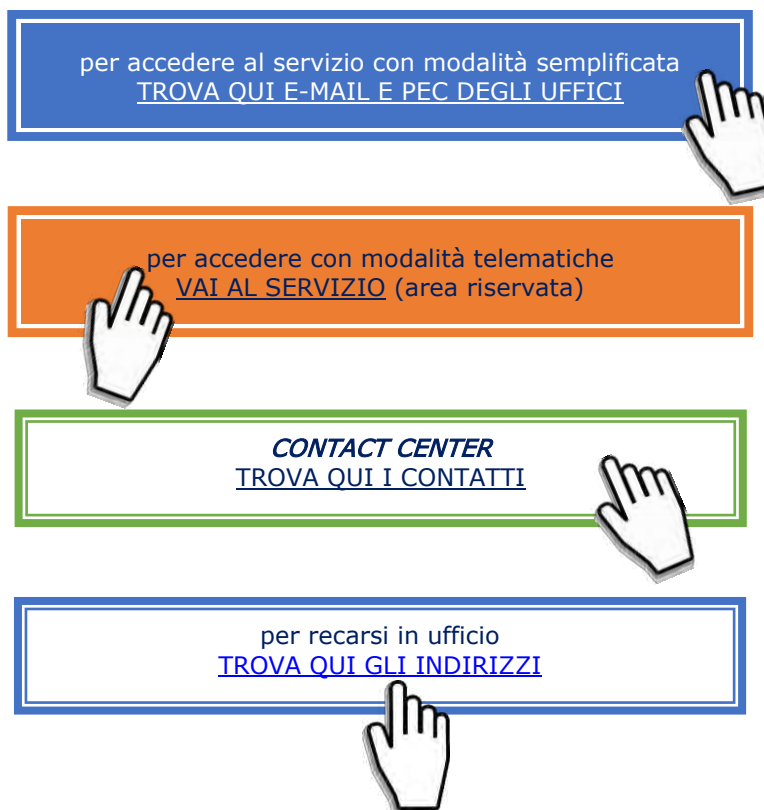 per accedere al servizio con modalità semplificata
TROVA QUI E-MAIL E PEC DEGLI UFFICI
per accedere con modalità telematiche
VAI AL SERVIZIO (area riservata)
CONTACT CENTER
TROVA QUI I CONTATTI
per recarsi in ufficio
TROVA QUI GLI INDIRIZZI